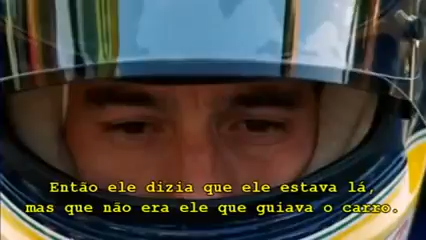 Então ele dizia que ele estava lá,
mas que não era ele que guiava o carro.